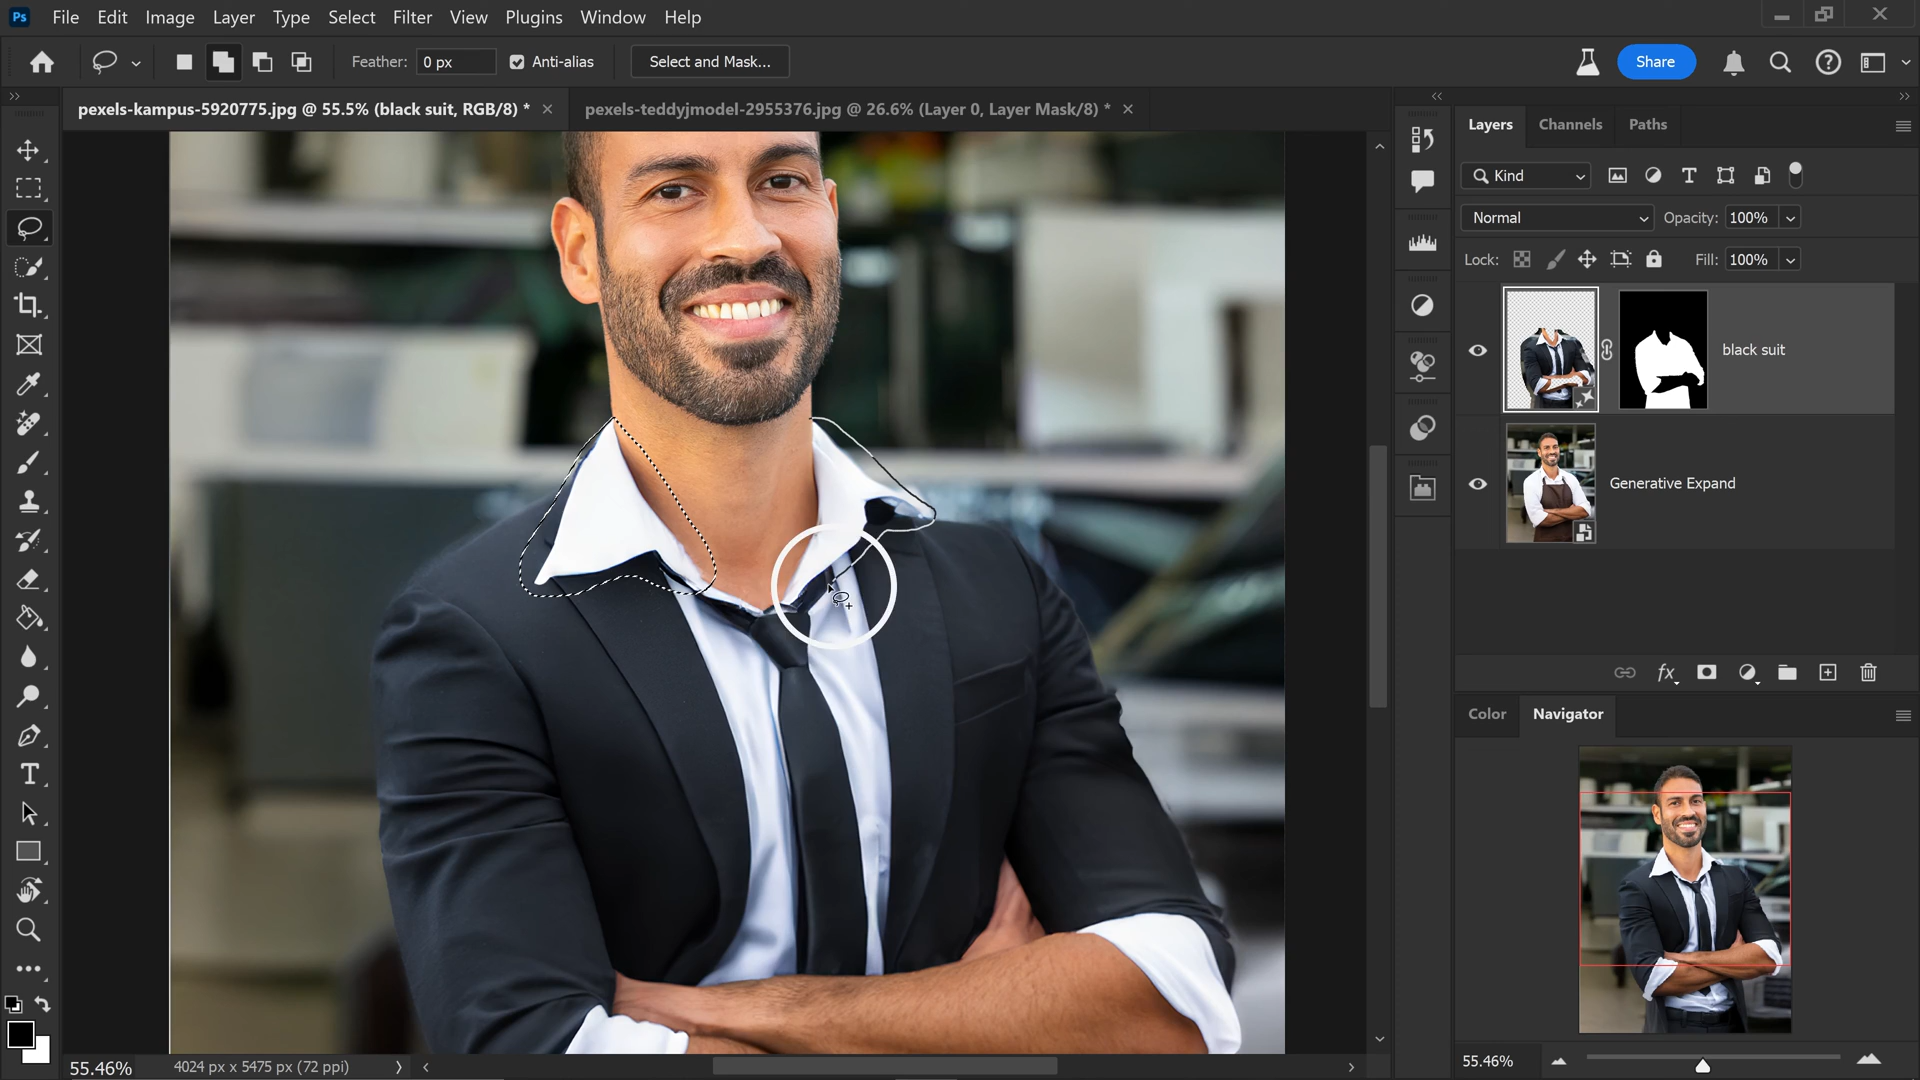 Ps File Edit Image Layer Type Select Filter View Plugins Window Help
Feather: 0 px Anti-alias Select and Mask... Share
pexels-kampus-5920775.jpg @ 55.5% (black suit, RGB/8) * pexels-teddyjmodel-2955376.jpg @ 26.6% (Layer 0, Layer Mask/8) *
Layers Channels Paths
Kind
Normal Opacity: 100%
Lock: Fill: 100%
black suit
Generative Expand
Color Navigator
55.46%
55.46% 4024 px x 5475 px (72 ppi)